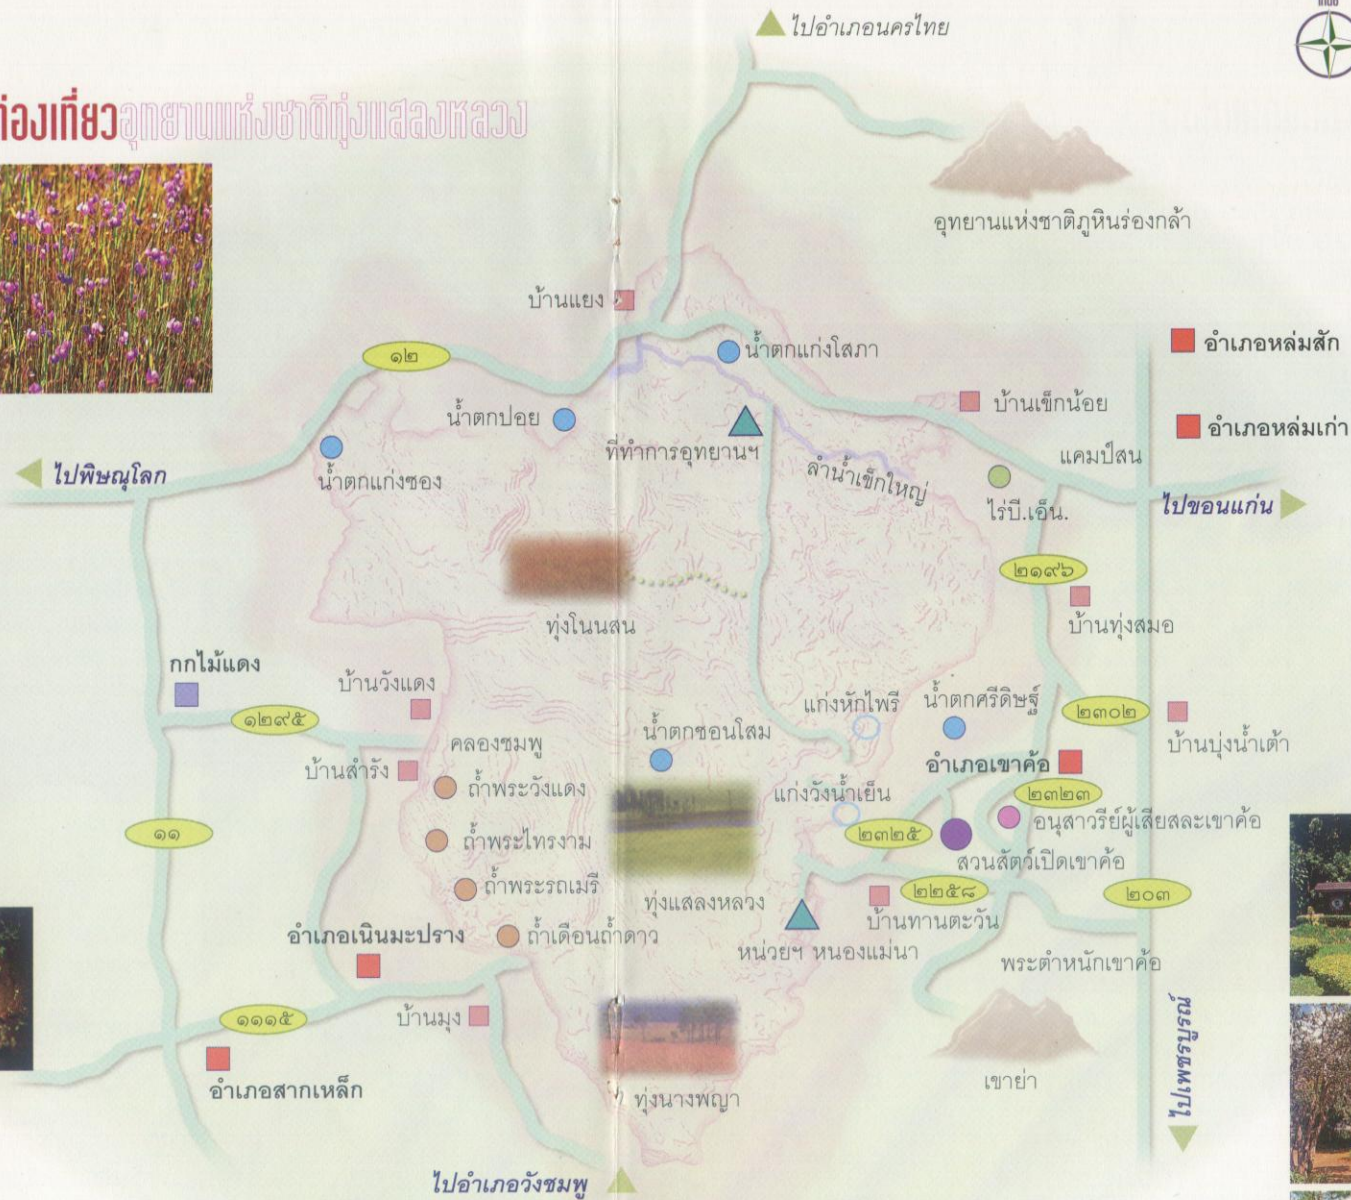 ไปอำเภอนครไทย
ท่องเที่ยวอุทยานแห่งชาติทุ่งแสลงหลวง
อุทยานแห่งชาติภูหินร่องกล้า
บ้านแยง
๑๒
น้ำตกแก่งโสภา
อำเภอหล่มสัก
น้ำตกปอย
บ้านเข็กน้อย
อำเภอหล่มเก่า
ที่ทำการอุทยานฯ
แคมป์สน
ไปพิษณุโลก
น้ำตกแก่งซอง
ลำน้ำเข็กใหญ่
ไร่บี.เอ็น.
ไปขอนแก่น
๒๑๙๖
ทุ่งโนนสน
บ้านทุ่งสมอ
กกไม้แดง
บ้านวังแดง
แก่งหักไพรี
น้ำตกศรีดิษฐ์
๑๒๙๕
๒๓๐๒
น้ำตกซอนโสม
คลองชมพู
บ้านบุ่งน้ำเต้า
บ้านสำรัง
อำเภอเขาค้อ
ถ้ำพระวังแดง
แก่งวังน้ำเย็น
๒๓๒๓
๑๑
ถ้ำพระไทรงาม
๒๓๒๕
อนุสาวรีย์ผู้เสียสละเขาค้อ
สวนสัตว์เปิดเขาค้อ
ถ้ำพระรถเมรี
ทุ่งแสลงหลวง
๒๒๕๘
๒๐๓
บ้านทานตะวัน
อำเภอเนินมะปราง
ถ้ำเดือนถ้ำดาว
หน่วยฯ หนองแม่นา
พระตำหนักเขาค้อ
๑๑๑๕
บ้านมุง
ไปเพชรบูรณ์
อำเภอสากเหล็ก
ทุ่งนางพญา
เขาย่า
ไปอำเภอวังชมพู